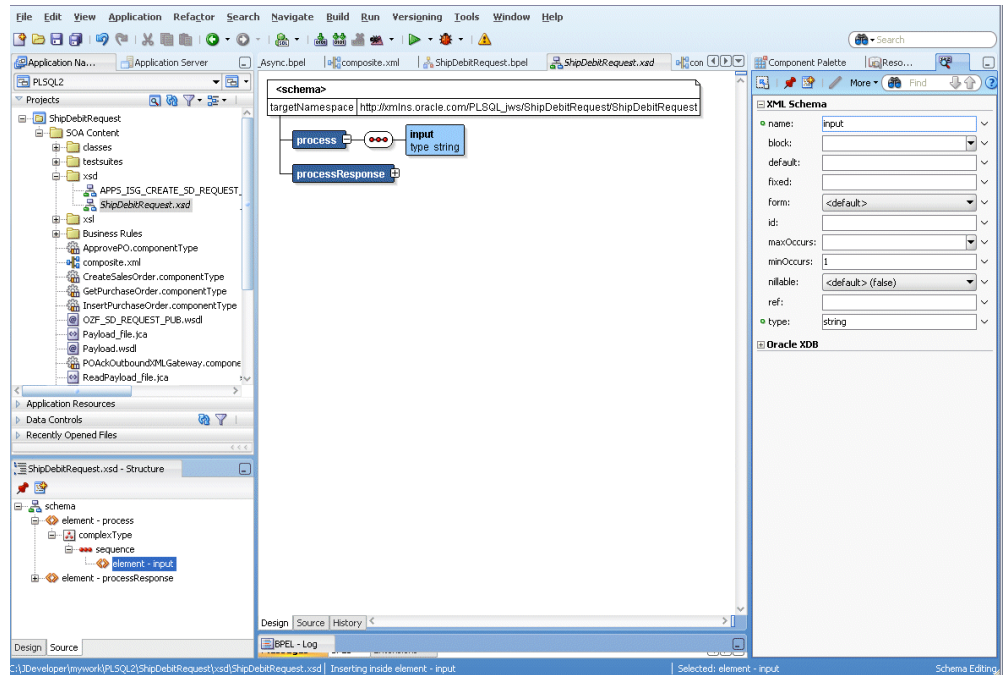 File Edit View Application Refactor Search Navigate Build Run Versioning Tools Window Help
Search
Application Na...
Application Server
PLSQL2
Projects
ShipDebitRequest
SOA Content
classes
testsuites
xsd
APPS_ISG_CREATE_SD_REQUEST_
ShipDebitRequest.xsd
xsl
Business Rules
ApprovePO.componentType
composite.xml
CreateSalesOrder.componentType
GetPurchaseOrder.componentType
InsertPurchaseOrder.componentType
OZF_SD_REQUEST_PUB.wsdl
Payload_file.jca
Payload.wsdl
POAckOutboundXMLGateway.compone
ReadPayload_file.jca
Application Resources
Data Controls
Recently Opened Files
ShipDebitRequest.xsd - Structure
schema
element - process
complexType
sequence
element - input
element - processResponse
Design Source
_Async.bpel
composite.xml
ShipDebitRequest.bpel
ShipDebitRequest.xsd
con
<schema>
targetNamespace http://xmlns.oracle.com/PLSQL_jws/ShipDebitRequest/ShipDebitRequest
process
input
type string
processResponse
Design Source History
BPEL - Log
Component Palette
Reso...
More
Find
XML Schema
name: input
block:
default:
fixed:
form: <default>
id:
maxOccurs:
minOccurs: 1
nillable: <default> (false)
ref:
type: string
Oracle XDB
C:\JDeveloper\mywork\PLSQL2\ShipDebitRequest\xsd\ShipDebitRequest.xsd Inserting inside element - input Selected: element - input Schema Editing